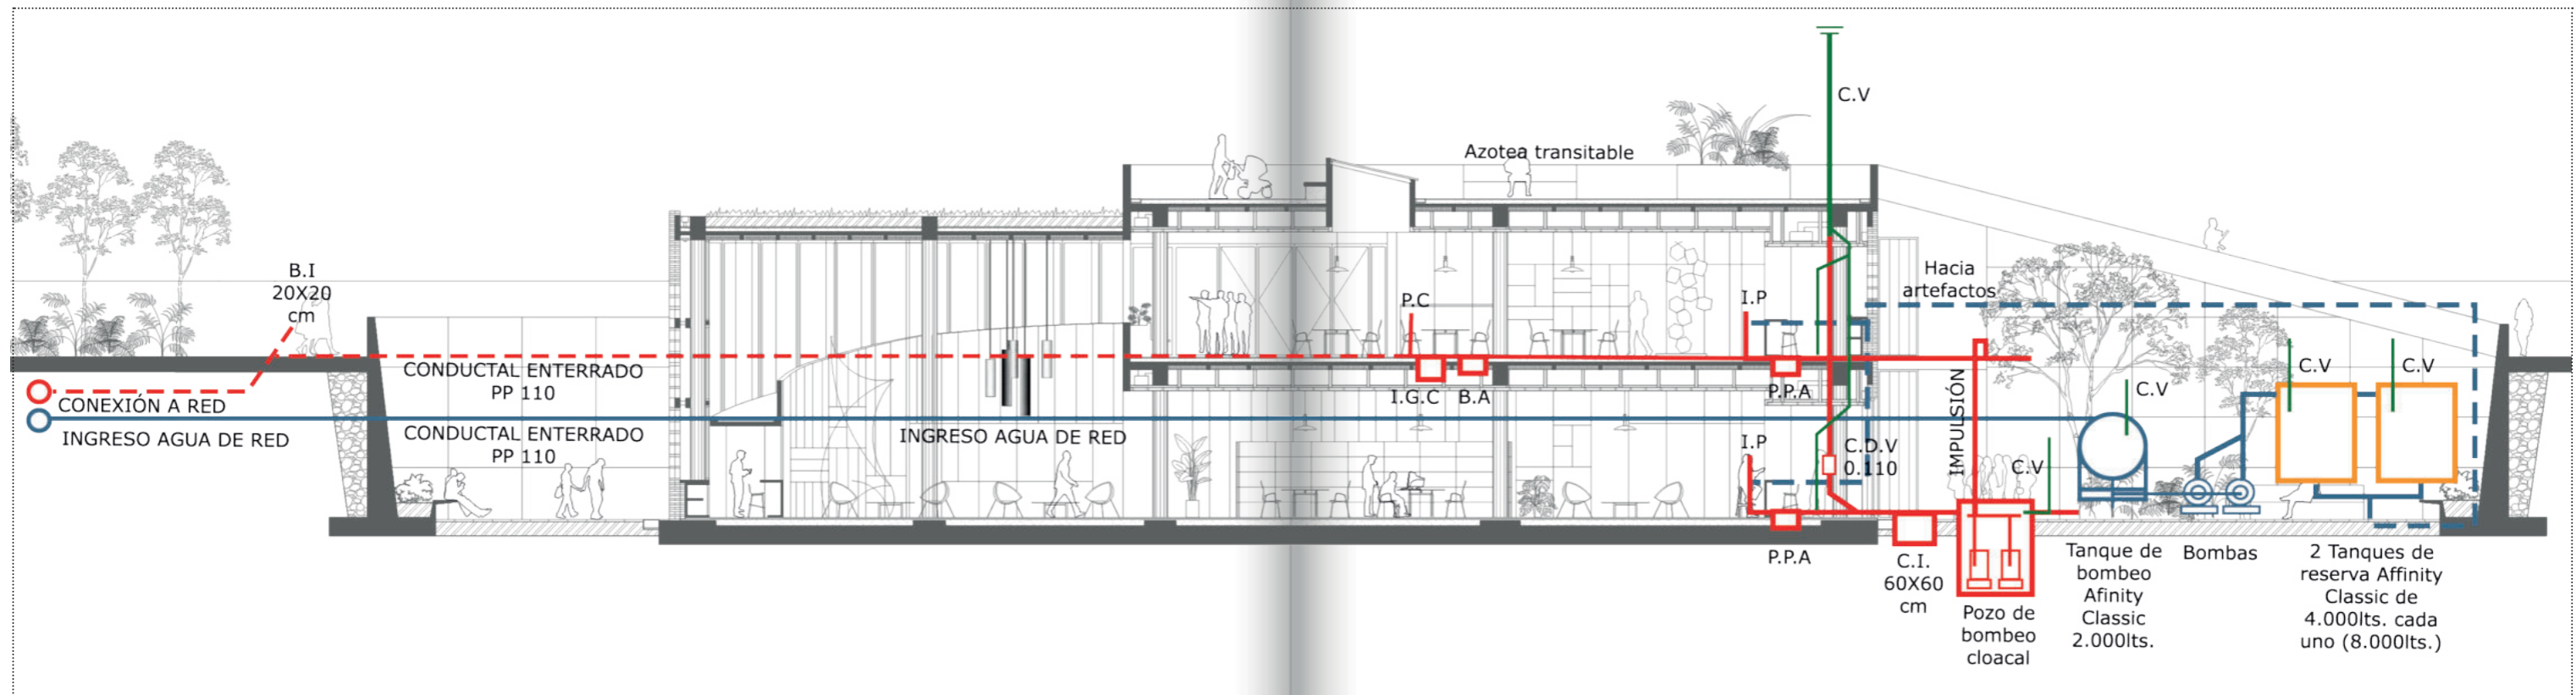 C.V
Azotea transitable
B.I
20X20
cm
Hacia
artefactos
P.C
I.P
CONDUCTAL ENTERRADO
PP 110
I.G.C
B.A
P.P.A
IMPULSIÓN
C.V
C.V
C.V
CONEXIÓN A RED
INGRESO AGUA DE RED
CONDUCTAL ENTERRADO
PP 110
INGRESO AGUA DE RED
I.P
C.D.V
0.110
C.V
P.P.A
C.I.
60X60
cm
Pozo de
bombeo
cloacal
Tanque de
bombeo
Afinity
Classic
2.000lts.
Bombas
2 Tanques de
reserva Affinity
Classic de
4.000lts. cada
uno (8.000lts.)